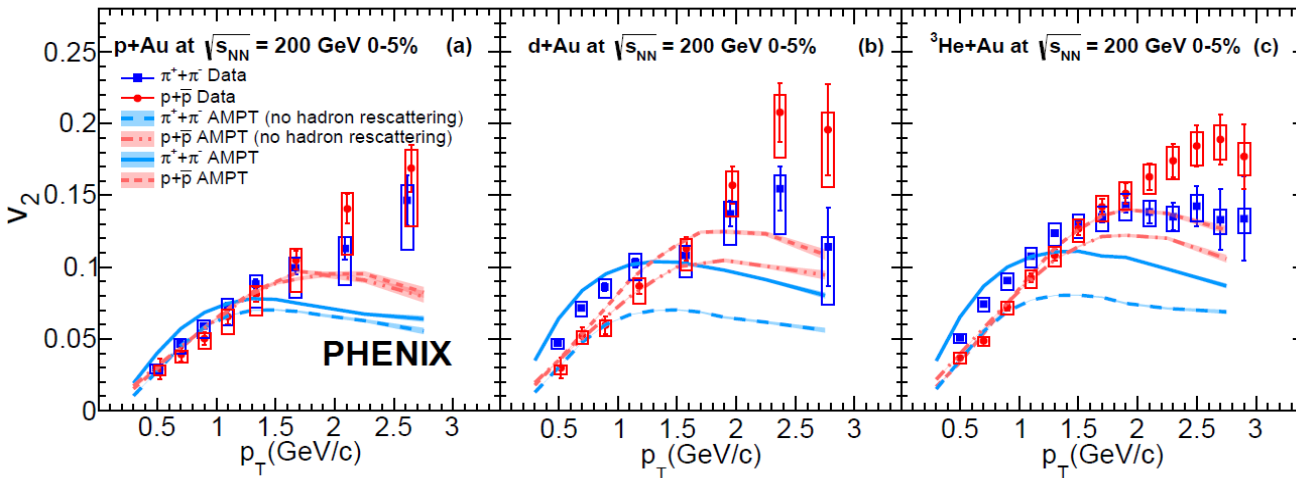 p+Au at √sNN = 200 GeV 0-5% (a)
π⁺+π⁻ Data
p+p̅ Data
π⁺+π⁻ AMPT (no hadron rescattering)
p+p̅ AMPT (no hadron rescattering)
π⁺+π⁻ AMPT
p+p̅ AMPT
PHENIX
d+Au at √sNN = 200 GeV 0-5% (b)
³He+Au at √sNN = 200 GeV 0-5% (c)
v₂
0.25
0.2
0.15
0.1
0.05
0
0.5 1 1.5 2 2.5 3
0.5 1 1.5 2 2.5 3
0.5 1 1.5 2 2.5 3
p_T(GeV/c)
p_T(GeV/c)
p_T(GeV/c)